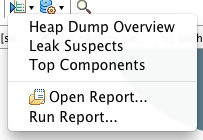 Heap Dump Overview
Leak Suspects
Top Components
Open Report...
Run Report...